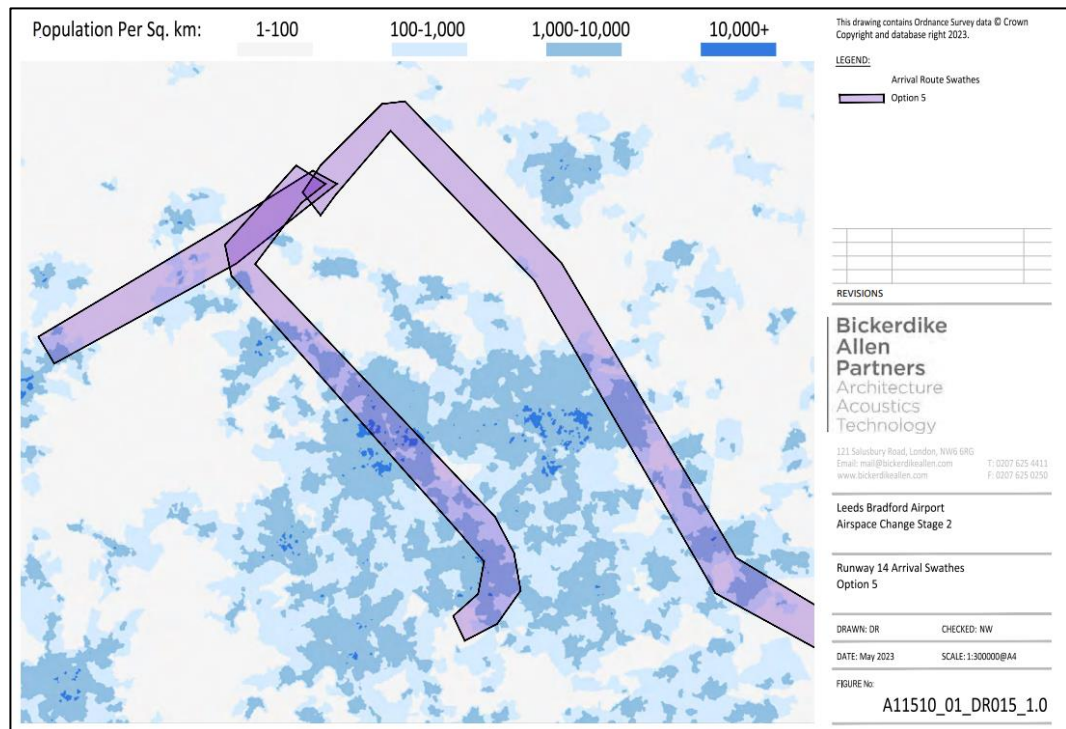 Population Per Sq. km: 1-100 100-1,000 1,000-10,000 10,000+
This drawing contains Ordnance Survey data © Crown
Copyright and database right 2023.
LEGEND:
Arrival Route Swathes
Option 5
REVISIONS
Bickerdike
Allen
Partners
Architecture
Acoustics
Technology
121 Salusbury Road, London, NW6 6RG
Email: mail@bickerdikeallen.com T: 0207 625 4411
www.bickerdikeallen.com F: 0207 625 0250
Leeds Bradford Airport
Airspace Change Stage 2
Runway 14 Arrival Swathes
Option 5
DRAWN: DR CHECKED: NW
DATE: May 2023 SCALE: 1:300000@A4
FIGURE No:
A11510_01_DR015_1.0